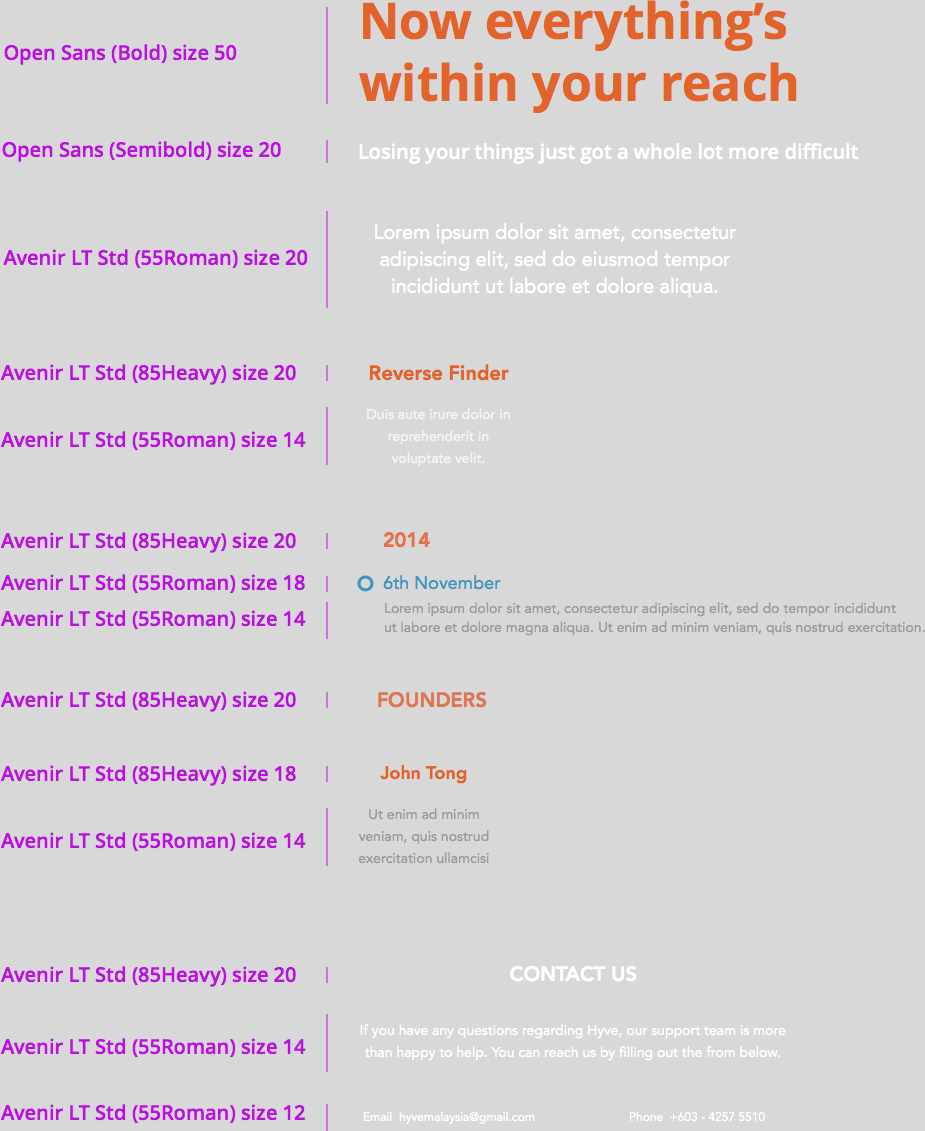 Open Sans (Bold) size 50
Now everything’s
within your reach
Open Sans (Semibold) size 20
Losing your things just got a whole lot more difficult
Avenir LT Std (55Roman) size 20
Lorem ipsum dolor sit amet, consectetur
adipiscing elit, sed do eiusmod tempor
incididunt ut labore et dolore aliqua.
Avenir LT Std (85Heavy) size 20
Reverse Finder
Avenir LT Std (55Roman) size 14
Duis aute irure dolor in
reprehenderit in
voluptate velit.
Avenir LT Std (85Heavy) size 20
2014
Avenir LT Std (55Roman) size 18
6th November
Avenir LT Std (55Roman) size 14
Lorem ipsum dolor sit amet, consectetur adipiscing elit, sed do tempor incididunt
ut labore et dolore magna aliqua. Ut enim ad minim veniam, quis nostrud exercitation.
Avenir LT Std (85Heavy) size 20
FOUNDERS
Avenir LT Std (85Heavy) size 18
John Tong
Avenir LT Std (55Roman) size 14
Ut enim ad minim
veniam, quis nostrud
exercitation ullamcisi
Avenir LT Std (85Heavy) size 20
CONTACT US
Avenir LT Std (55Roman) size 14
If you have any questions regarding Hyve, our support team is more
than happy to help. You can reach us by filling out the from below.
Avenir LT Std (55Roman) size 12
Email hyvemalaysia@gmail.com
Phone +603 - 4257 5510